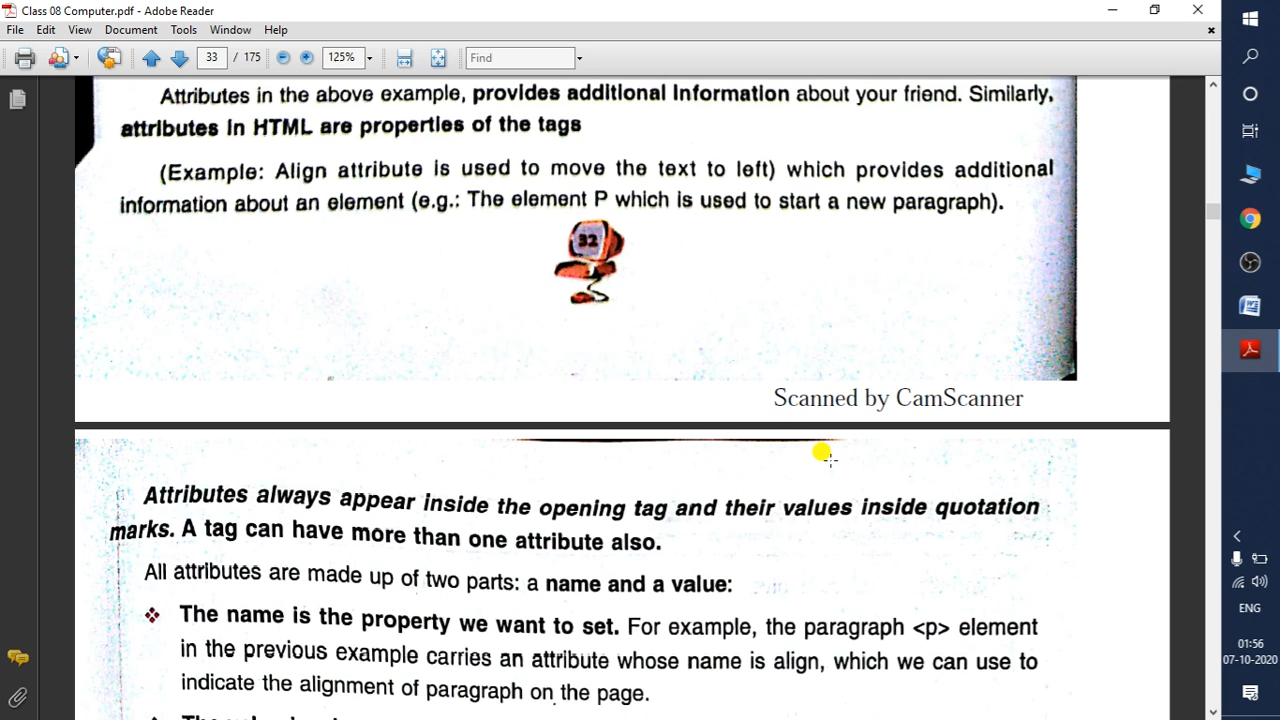 Class 08 Computer.pdf - Adobe Reader
File Edit View Document Tools Window Help
33 / 175 125% Find
Attributes in the above example, provides additional Information about your friend. Similarly,
attributes in HTML are properties of the tags
(Example: Align attribute is used to move the text to left) which provides additional
information about an element (e.g.: The element P which is used to start a new paragraph).
32
Scanned by CamScanner
Attributes always appear inside the opening tag and their values inside quotation
marks. A tag can have more than one attribute also.
All attributes are made up of two parts: a name and a value:
❖ The name is the property we want to set. For example, the paragraph <p> element
in the previous example carries an attribute whose name is align, which we can use to
indicate the alignment of paragraph on the page.
ENG
01:56
07-10-2020